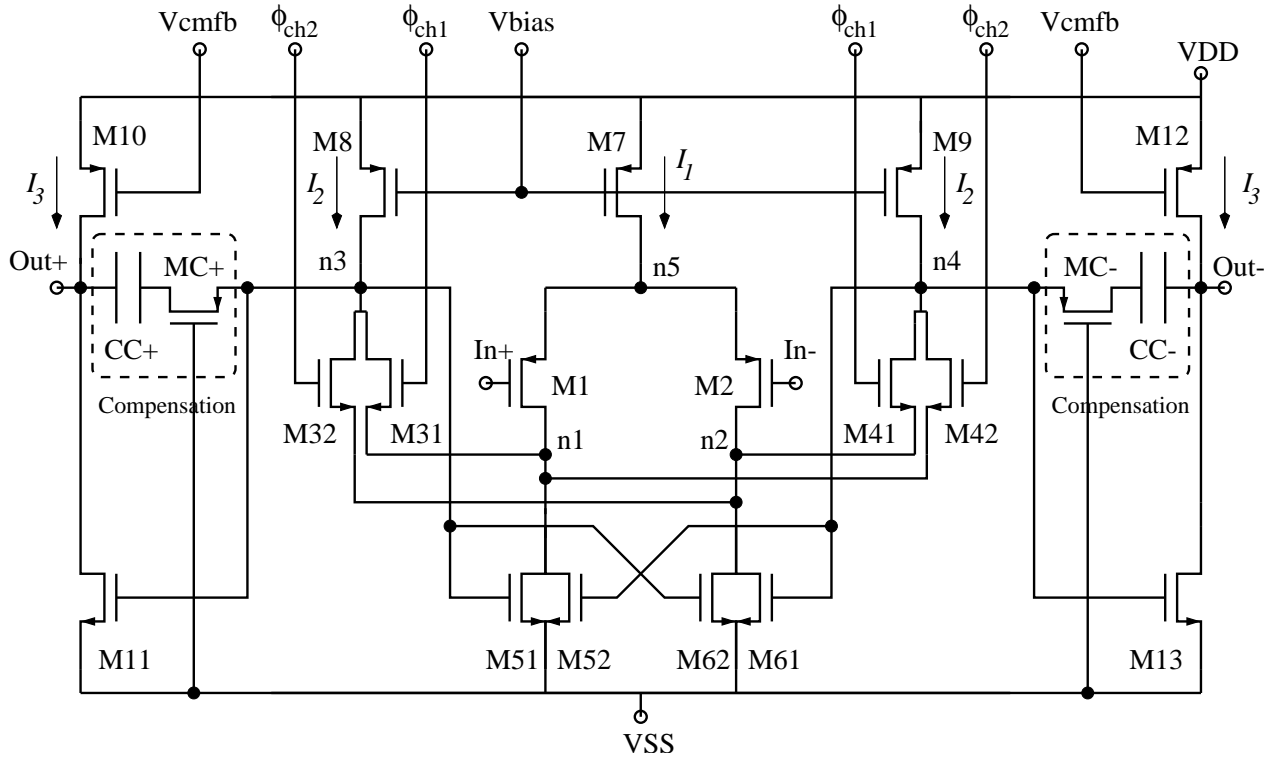 Vcmfb
ϕch2
ϕch1
Vbias
ϕch1
ϕch2
Vcmfb
VDD
M10
M8
M7
M9
M12
I3
I2
I1
I2
I3
Out+
MC+
n3
n5
n4
MC-
Out-
CC+
In+
In-
CC-
M1
M2
Compensation
Compensation
M32
M31
n1
n2
M41
M42
M11
M51
M52
M62
M61
M13
VSS